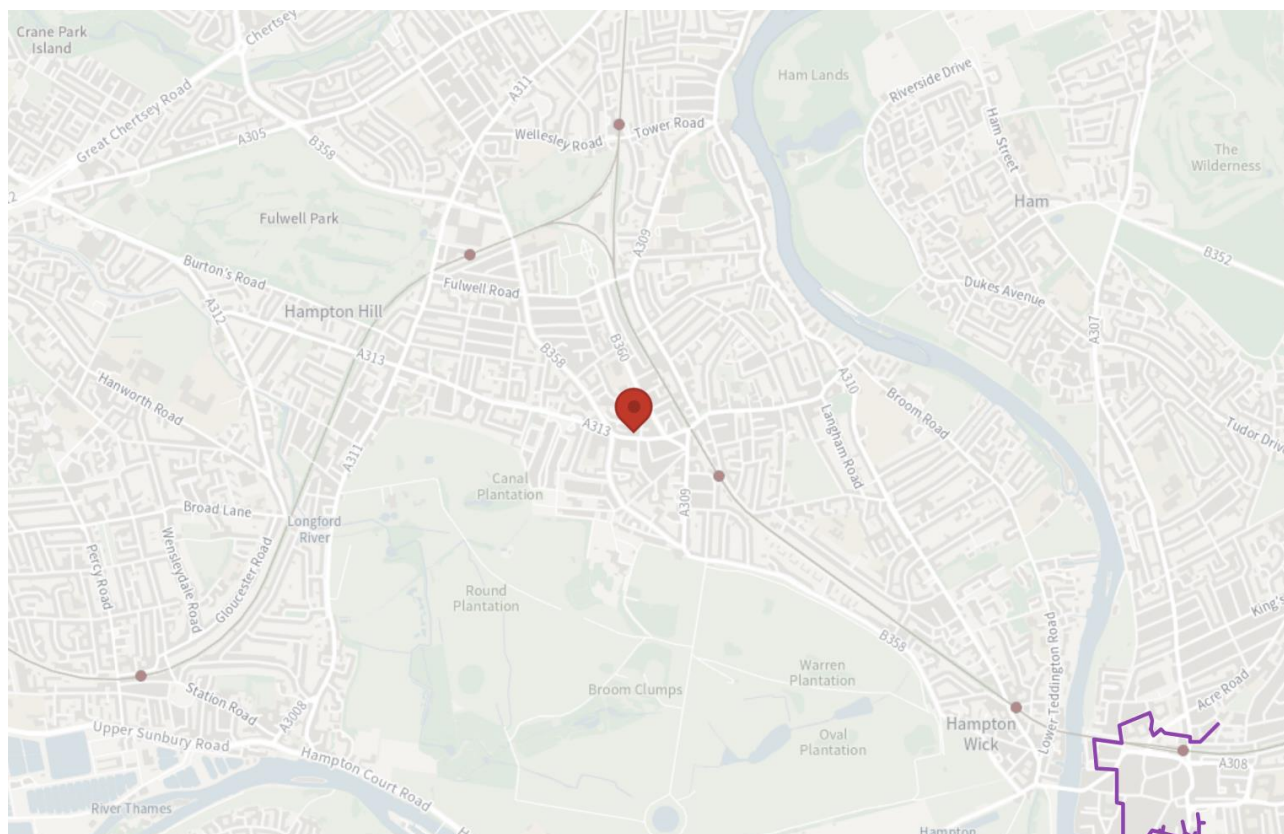 Crane Park
Island
Chertsey
Great Chertsey Road
A305
B358
A311
Wellesley Road
Tower Road
Ham Lands
Riverside Drive
Ham Street
The
Wilderness
Ham
Fulwell Park
A309
B352
Burton's Road
A312
Fulwell Road
Dukes Avenue
Hampton Hill
A313
B358
B360
A307
A310
Broom Road
Hanworth Road
A313
Langham Road
Tudor Drive
A311
Canal
Plantation
A309
Broad Lane
Longford
River
Percy Road
Wensleydale Road
Gloucester Road
Round
Plantation
B358
Lower Teddington Road
King's
Warren
Plantation
Broom Clumps
Acre Road
Station Road
A3008
Upper Sunbury Road
Hampton Court Road
Oval
Plantation
Hampton
Wick
A308
River Thames
Hampton